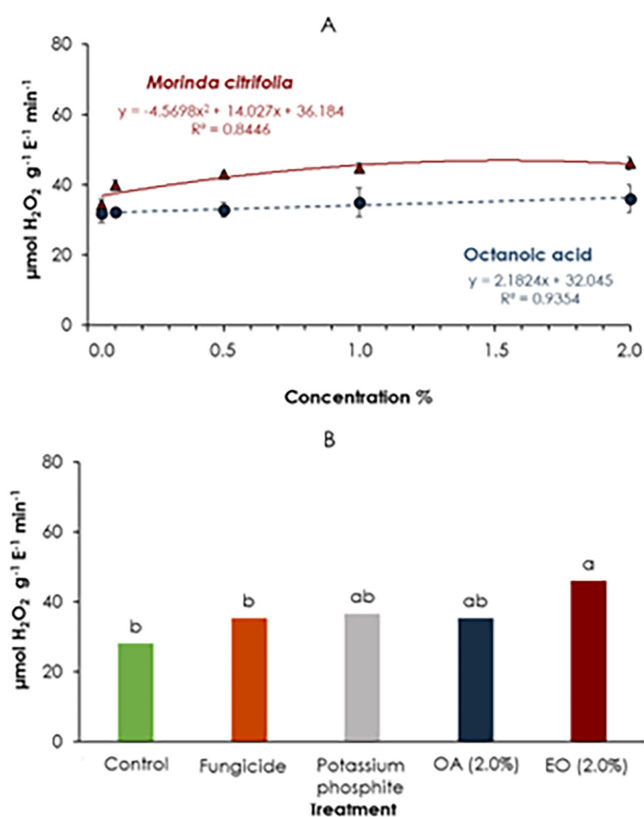 A
80
60
40
20
0
µmol H₂O₂ g⁻¹ E⁻¹ min⁻¹
Morinda citrifolia
y = -4.5698x² + 14.027x + 36.184
R² = 0.8446
Octanoic acid
y = 2.1824x + 32.045
R² = 0.9354
0.0 0.5 1.0 1.5 2.0
Concentration %
B
80
60
40
20
0
µmol H₂O₂ g⁻¹ E⁻¹ min⁻¹
b b ab ab a
Control Fungicide Potassium phosphite OA (2.0%) EO (2.0%)
Treatment